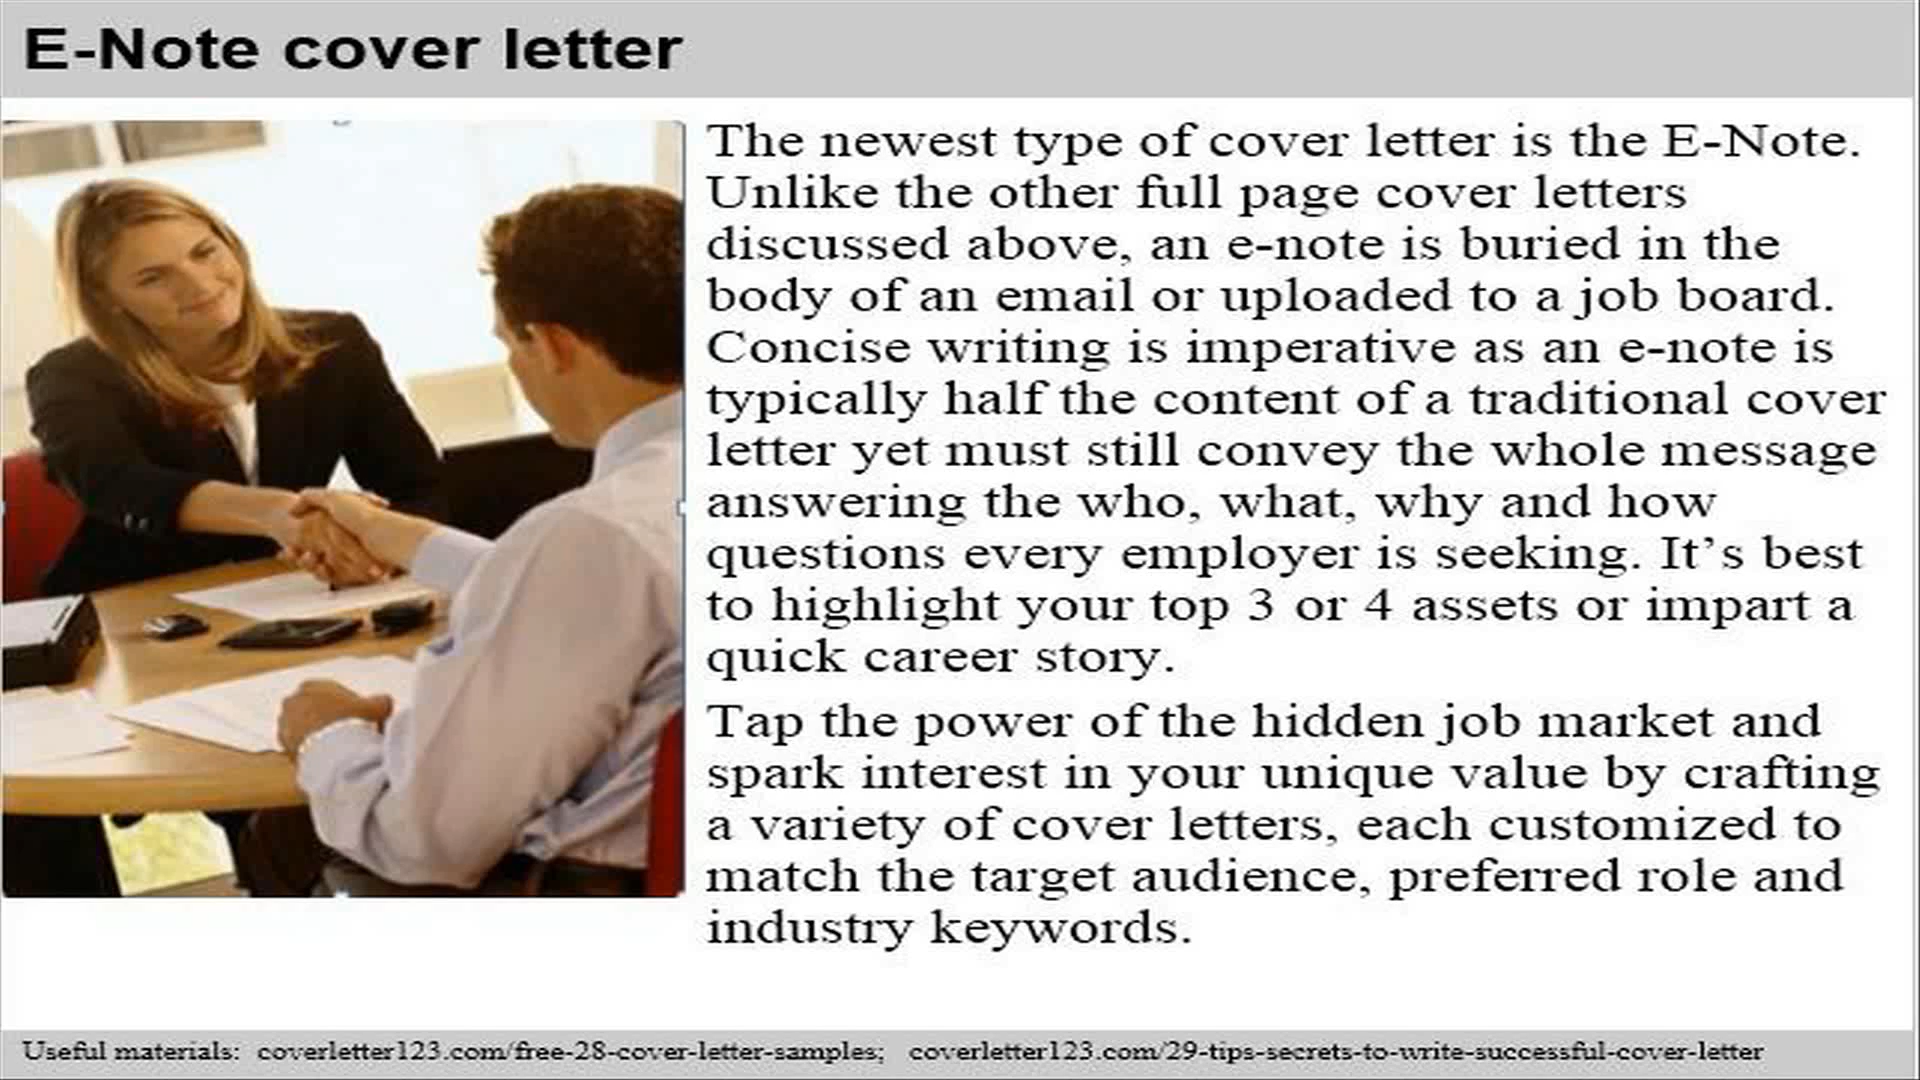 E-Note cover letter
The newest type of cover letter is the E-Note.
Unlike the other full page cover letters
discussed above, an e-note is buried in the
body of an email or uploaded to a job board.
Concise writing is imperative as an e-note is
typically half the content of a traditional cover
letter yet must still convey the whole message
answering the who, what, why and how
questions every employer is seeking. It’s best
to highlight your top 3 or 4 assets or impart a
quick career story.
Tap the power of the hidden job market and
spark interest in your unique value by crafting
a variety of cover letters, each customized to
match the target audience, preferred role and
industry keywords.
Useful materials: coverletter123.com/free-28-cover-letter-samples; coverletter123.com/29-tips-secrets-to-write-successful-cover-letter